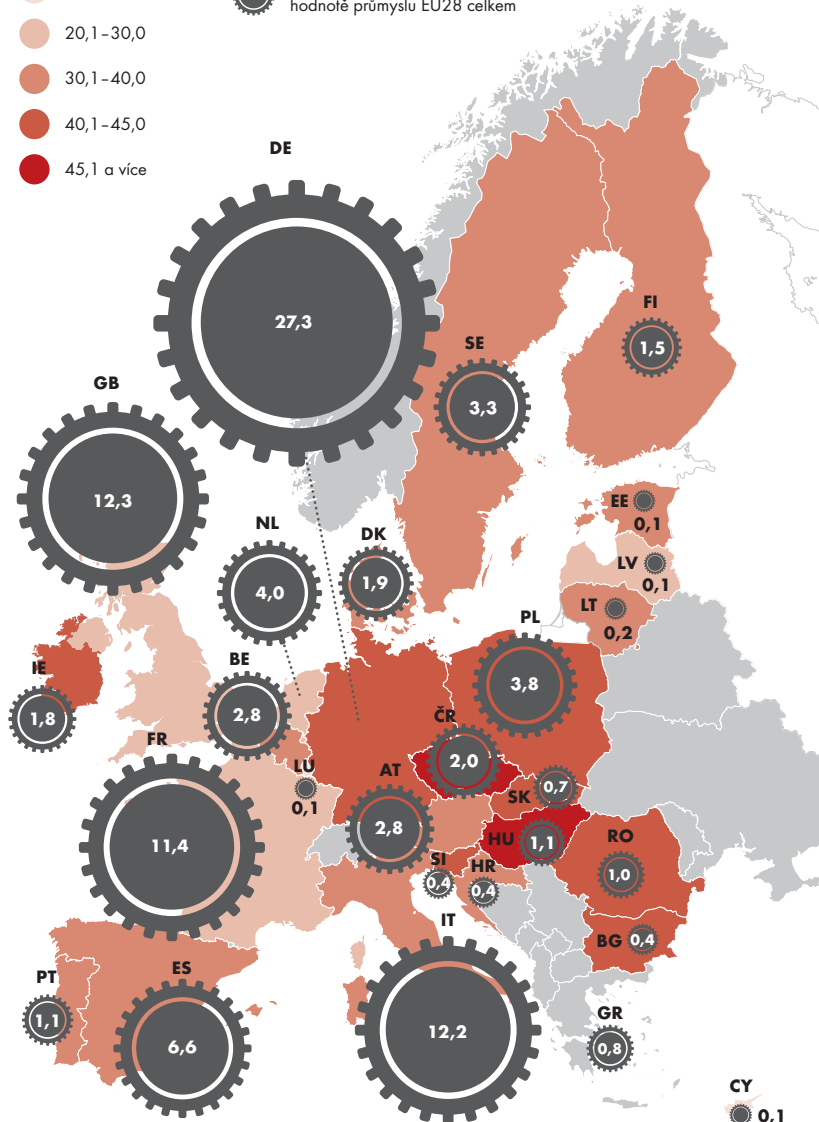 hodnotě průmyslu EU28 celkem
20,1–30,0
30,1–40,0
40,1–45,0
45,1 a více
DE
27,3
FI
1,5
SE
3,3
GB
12,3
EE
0,1
NL
4,0
DK
1,9
LV
0,1
LT
0,2
PL
3,8
IE
1,8
BE
2,8
ČR
2,0
FR
11,4
LU
0,1
AT
2,8
SK
0,7
HU
1,1
RO
1,0
SI
0,4
HR
0,4
IT
12,2
BG
0,4
PT
1,1
ES
6,6
GR
0,8
CY
0,1